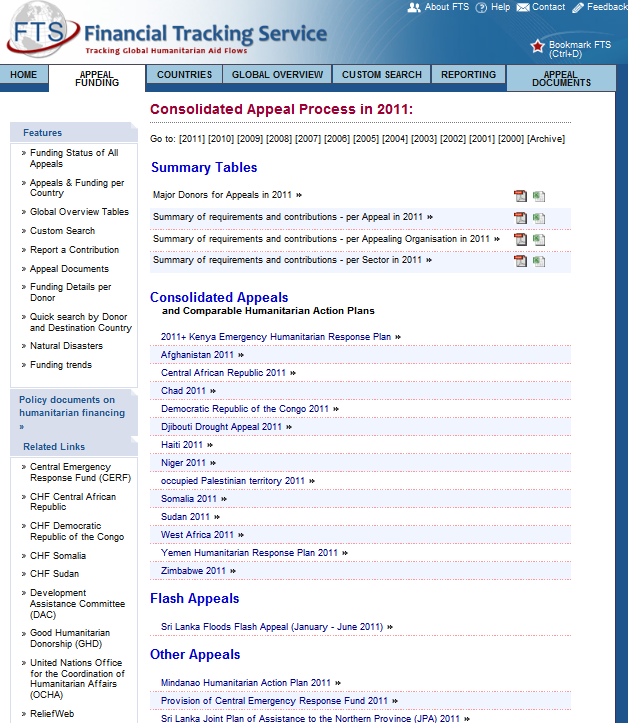 About FTS Help Contact Feedback
FTS Financial Tracking Service
Tracking Global Humanitarian Aid Flows
Bookmark FTS
(Ctrl+D)
HOME APPEAL FUNDING COUNTRIES GLOBAL OVERVIEW CUSTOM SEARCH REPORTING APPEAL DOCUMENTS
Consolidated Appeal Process in 2011:
Go to: [2011] [2010] [2009] [2008] [2007] [2006] [2005] [2004] [2003] [2002] [2001] [2000] [Archive]
Features
» Funding Status of All
Appeals
» Appeals & Funding per
Country
» Global Overview Tables
» Custom Search
» Report a Contribution
» Appeal Documents
» Funding Details per
Donor
» Quick search by Donor
and Destination Country
» Natural Disasters
» Funding trends
Policy documents on
humanitarian financing
»
Related Links
» Central Emergency
Response Fund (CERF)
» CHF Central African
Republic
» CHF Democratic
Republic of the Congo
» CHF Somalia
» CHF Sudan
» Development
Assistance Committee
(DAC)
» Good Humanitarian
Donorship (GHD)
» United Nations Office
for the Coordination of
Humanitarian Affairs
(OCHA)
» ReliefWeb
Summary Tables
Major Donors for Appeals in 2011 »
Summary of requirements and contributions - per Appeal in 2011 »
Summary of requirements and contributions - per Appealing Organisation in 2011 »
Summary of requirements and contributions - per Sector in 2011 »
Consolidated Appeals
and Comparable Humanitarian Action Plans
2011+ Kenya Emergency Humanitarian Response Plan »
Afghanistan 2011 »
Central African Republic 2011 »
Chad 2011 »
Democratic Republic of the Congo 2011 »
Djibouti Drought Appeal 2011 »
Haiti 2011 »
Niger 2011 »
occupied Palestinian territory 2011 »
Somalia 2011 »
Sudan 2011 »
West Africa 2011 »
Yemen Humanitarian Response Plan 2011 »
Zimbabwe 2011 »
Flash Appeals
Sri Lanka Floods Flash Appeal (January - June 2011) »
Other Appeals
Mindanao Humanitarian Action Plan 2011 »
Provision of Central Emergency Response Fund 2011 »
Sri Lanka Joint Plan of Assistance to the Northern Province (JPA) 2011 »